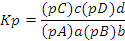 Kp = (pC)c(pD)d
(pA)a(pB)b